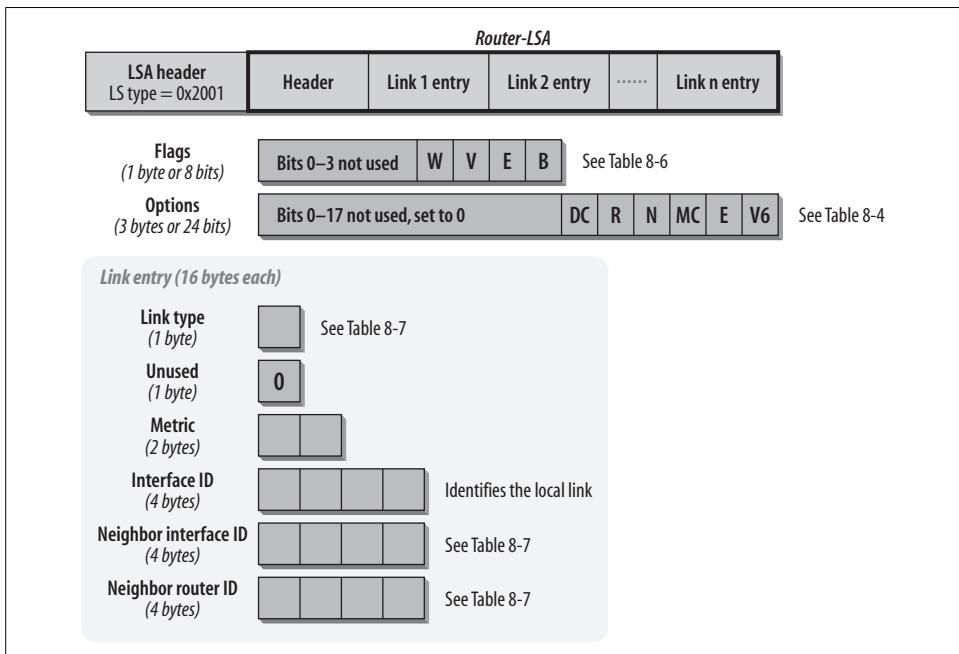 Router-LSA
LSA header
LS type = 0x2001
Header
Link 1 entry
Link 2 entry
......
Link n entry
Flags
(1 byte or 8 bits)
Bits 0–3 not used
W
V
E
B
See Table 8-6
Options
(3 bytes or 24 bits)
Bits 0–17 not used, set to 0
DC
R
N
MC
E
V6
See Table 8-4
Link entry (16 bytes each)
Link type
(1 byte)
See Table 8-7
Unused
(1 byte)
0
Metric
(2 bytes)
Interface ID
(4 bytes)
Identifies the local link
Neighbor interface ID
(4 bytes)
See Table 8-7
Neighbor router ID
(4 bytes)
See Table 8-7